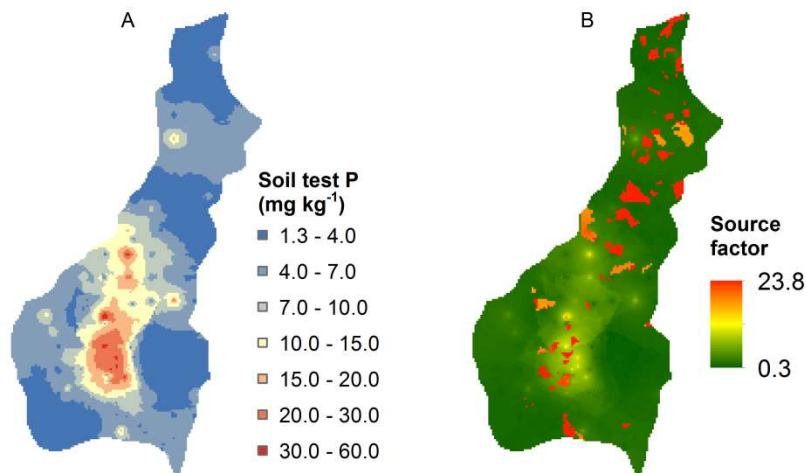 A
B
Soil test P
(mg kg⁻¹)
1.3 - 4.0
4.0 - 7.0
7.0 - 10.0
10.0 - 15.0
15.0 - 20.0
20.0 - 30.0
30.0 - 60.0
Source
factor
23.8
0.3